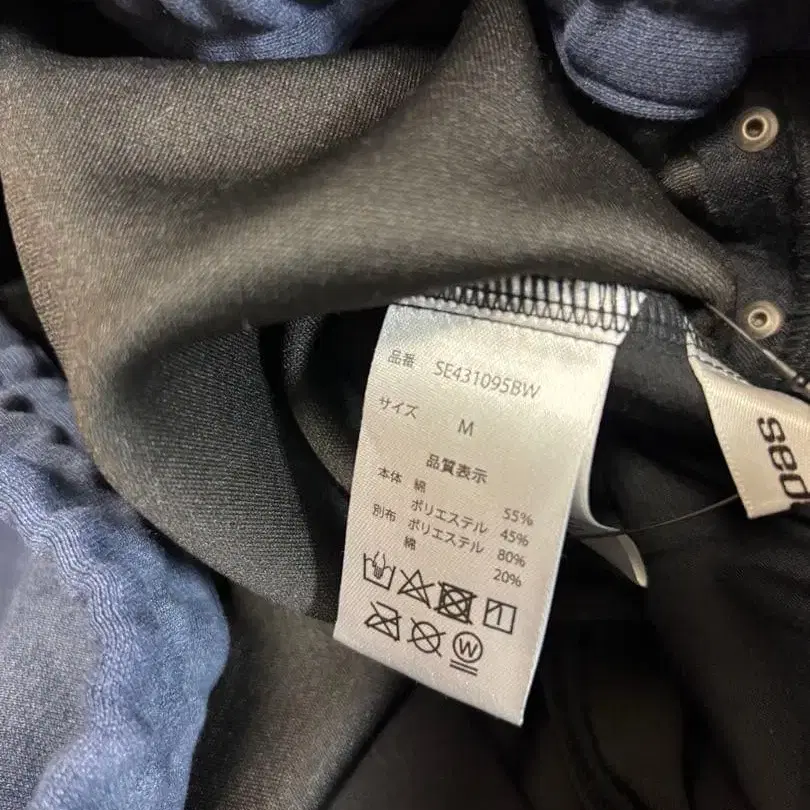 品番 SE431095BW
サイズ M
品質表示
本体 綿 55%
ポリエステル 45%
別布 ポリエステル 80%
綿 20%
W
seo